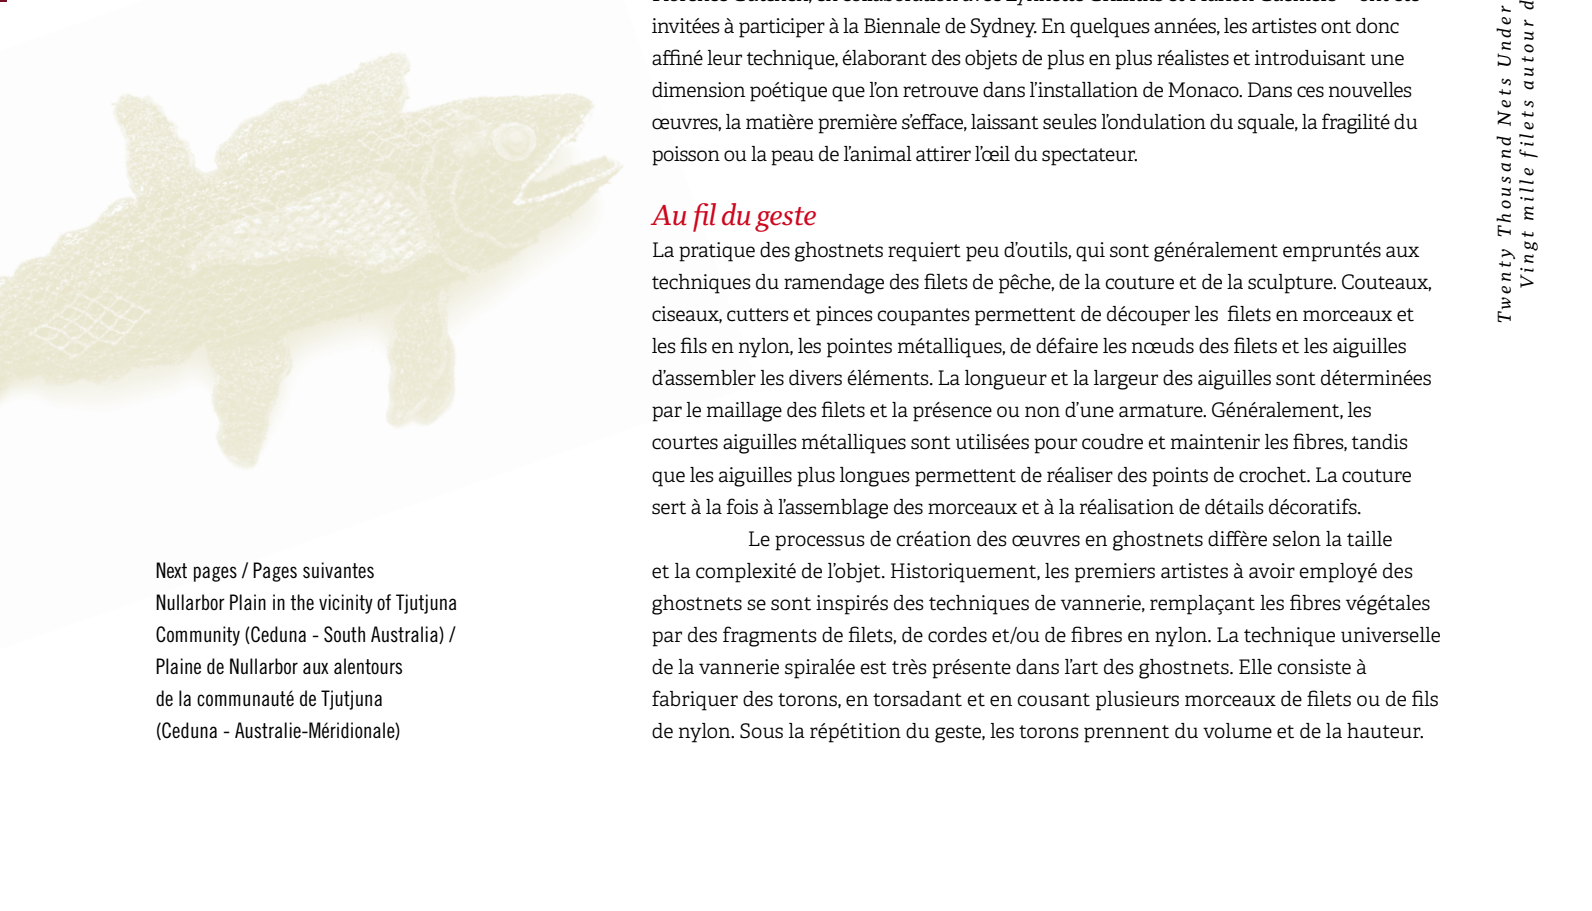 invitées à participer à la Biennale de Sydney. En quelques années, les artistes ont donc
affiné leur technique, élaborant des objets de plus en plus réalistes et introduisant une
dimension poétique que l'on retrouve dans l'installation de Monaco. Dans ces nouvelles
œuvres, la matière première s'efface, laissant seules l'ondulation du squale, la fragilité du
poisson ou la peau de l'animal attirer l'œil du spectateur.
Au fil du geste
La pratique des ghostnets requiert peu d'outils, qui sont généralement empruntés aux
techniques du ramendage des filets de pêche, de la couture et de la sculpture. Couteaux,
ciseaux, cutters et pinces coupantes permettent de découper les filets en morceaux et
les fils en nylon, les pointes métalliques, de défaire les nœuds des filets et les aiguilles
d'assembler les divers éléments. La longueur et la largeur des aiguilles sont déterminées
par le maillage des filets et la présence ou non d'une armature. Généralement, les
courtes aiguilles métalliques sont utilisées pour coudre et maintenir les fibres, tandis
que les aiguilles plus longues permettent de réaliser des points de crochet. La couture
sert à la fois à l'assemblage des morceaux et à la réalisation de détails décoratifs.
Le processus de création des œuvres en ghostnets diffère selon la taille
et la complexité de l'objet. Historiquement, les premiers artistes à avoir employé des
ghostnets se sont inspirés des techniques de vannerie, remplaçant les fibres végétales
par des fragments de filets, de cordes et/ou de fibres en nylon. La technique universelle
de la vannerie spiralée est très présente dans l'art des ghostnets. Elle consiste à
fabriquer des torons, en torsadant et en cousant plusieurs morceaux de filets ou de fils
de nylon. Sous la répétition du geste, les torons prennent du volume et de la hauteur.
Next pages / Pages suivantes
Nullarbor Plain in the vicinity of Tjutjuna
Community (Ceduna - South Australia) /
Plaine de Nullarbor aux alentours
de la communauté de Tjutjuna
(Ceduna - Australie-Méridionale)
Twenty Thousand Nets Under
Vingt mille filets autour d